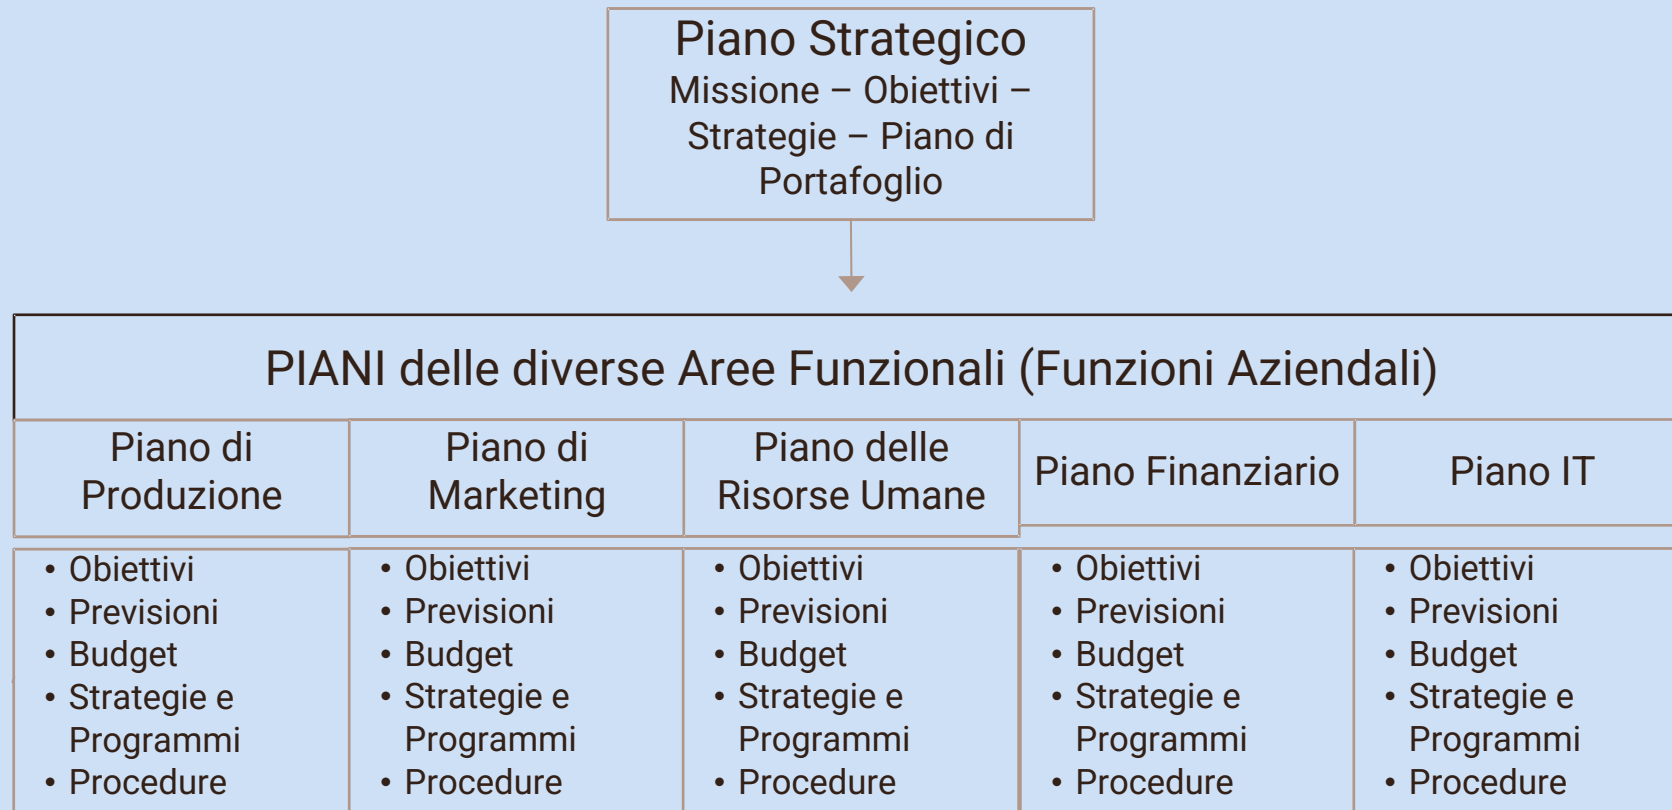 Piano Strategico
Missione – Obiettivi –
Strategie – Piano di
Portafoglio
PIANI delle diverse Aree Funzionali (Funzioni Aziendali)
Piano di
Produzione
Piano di
Marketing
Piano delle
Risorse Umane
Piano Finanziario
Piano IT
• Obiettivi
• Previsioni
• Budget
• Strategie e
Programmi
• Procedure
• Obiettivi
• Previsioni
• Budget
• Strategie e
Programmi
• Procedure
• Obiettivi
• Previsioni
• Budget
• Strategie e
Programmi
• Procedure
• Obiettivi
• Previsioni
• Budget
• Strategie e
Programmi
• Procedure
• Obiettivi
• Previsioni
• Budget
• Strategie e
Programmi
• Procedure